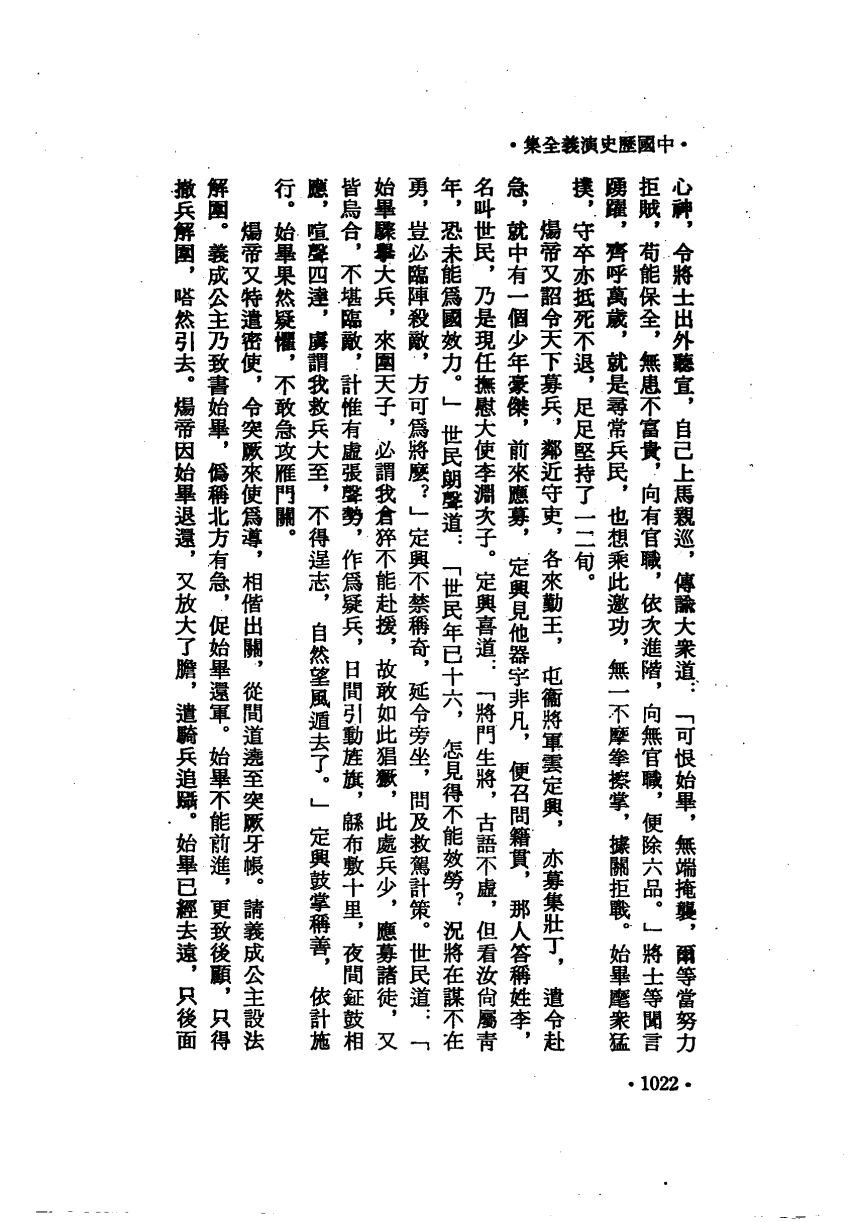 •中國歷史演義全集•
心神，令將士出外聽宣，自己上馬親巡，傳諭大衆道：「可恨始畢，無端掩襲，爾等當努力
拒賊，苟能保全，無患不富貴，向有官職，依次進階，向無官職，便除六品。」將士等聞言
踴躍，齊呼萬歲，就是尋常兵民，也想乘此邀功，無一不摩拳擦掌，據關拒戰。始畢麾衆猛
撲，守卒亦抵死不退，足足堅持了一二旬。
煬帝又詔令天下募兵，鄰近守吏，各來勤王，屯衞將軍雲定興，亦募集壯丁，遣令赴
急，就中有一個少年豪傑，前來應募，定興見他器宇非凡，便召問籍貫，那人答稱姓李，
名叫世民，乃是現任撫慰大使李淵次子。定興喜道：「將門生將，古語不虛，但看汝尙屬青
年，恐未能爲國效力。」世民朗聲道：「世民年已十六，怎見得不能效勞？況將在謀不在
勇，豈必臨陣殺敵，方可爲將麼？」定興不禁稱奇，延令旁坐，問及救駕計策。世民道：「
始畢驟擧大兵，來圍天子，必謂我倉猝不能赴援，故敢如此猖獗，此處兵少，應募諸徒，又
皆烏合，不堪臨敵，計惟有虛張聲勢，作爲疑兵，日間引動旌旗，緜布數十里，夜間鉦鼓相
應，喧聲四達，虜謂我救兵大至，不得逞志，自然望風遁去了。」定興鼓掌稱善，依計施
行。始畢果然疑懼，不敢急攻雁門關。
煬帝又特遣密使，令突厥來使爲導，相偕出關，從間道遶至突厥牙帳。請義成公主設法
解圍。義成公主乃致書始畢，僞稱北方有急，促始畢還軍。始畢不能前進，更致後顧，只得
撤兵解圍，嗒然引去。煬帝因始畢退還，又放大了膽，遣騎兵追躡。始畢已經去遠，只後面
•1022•